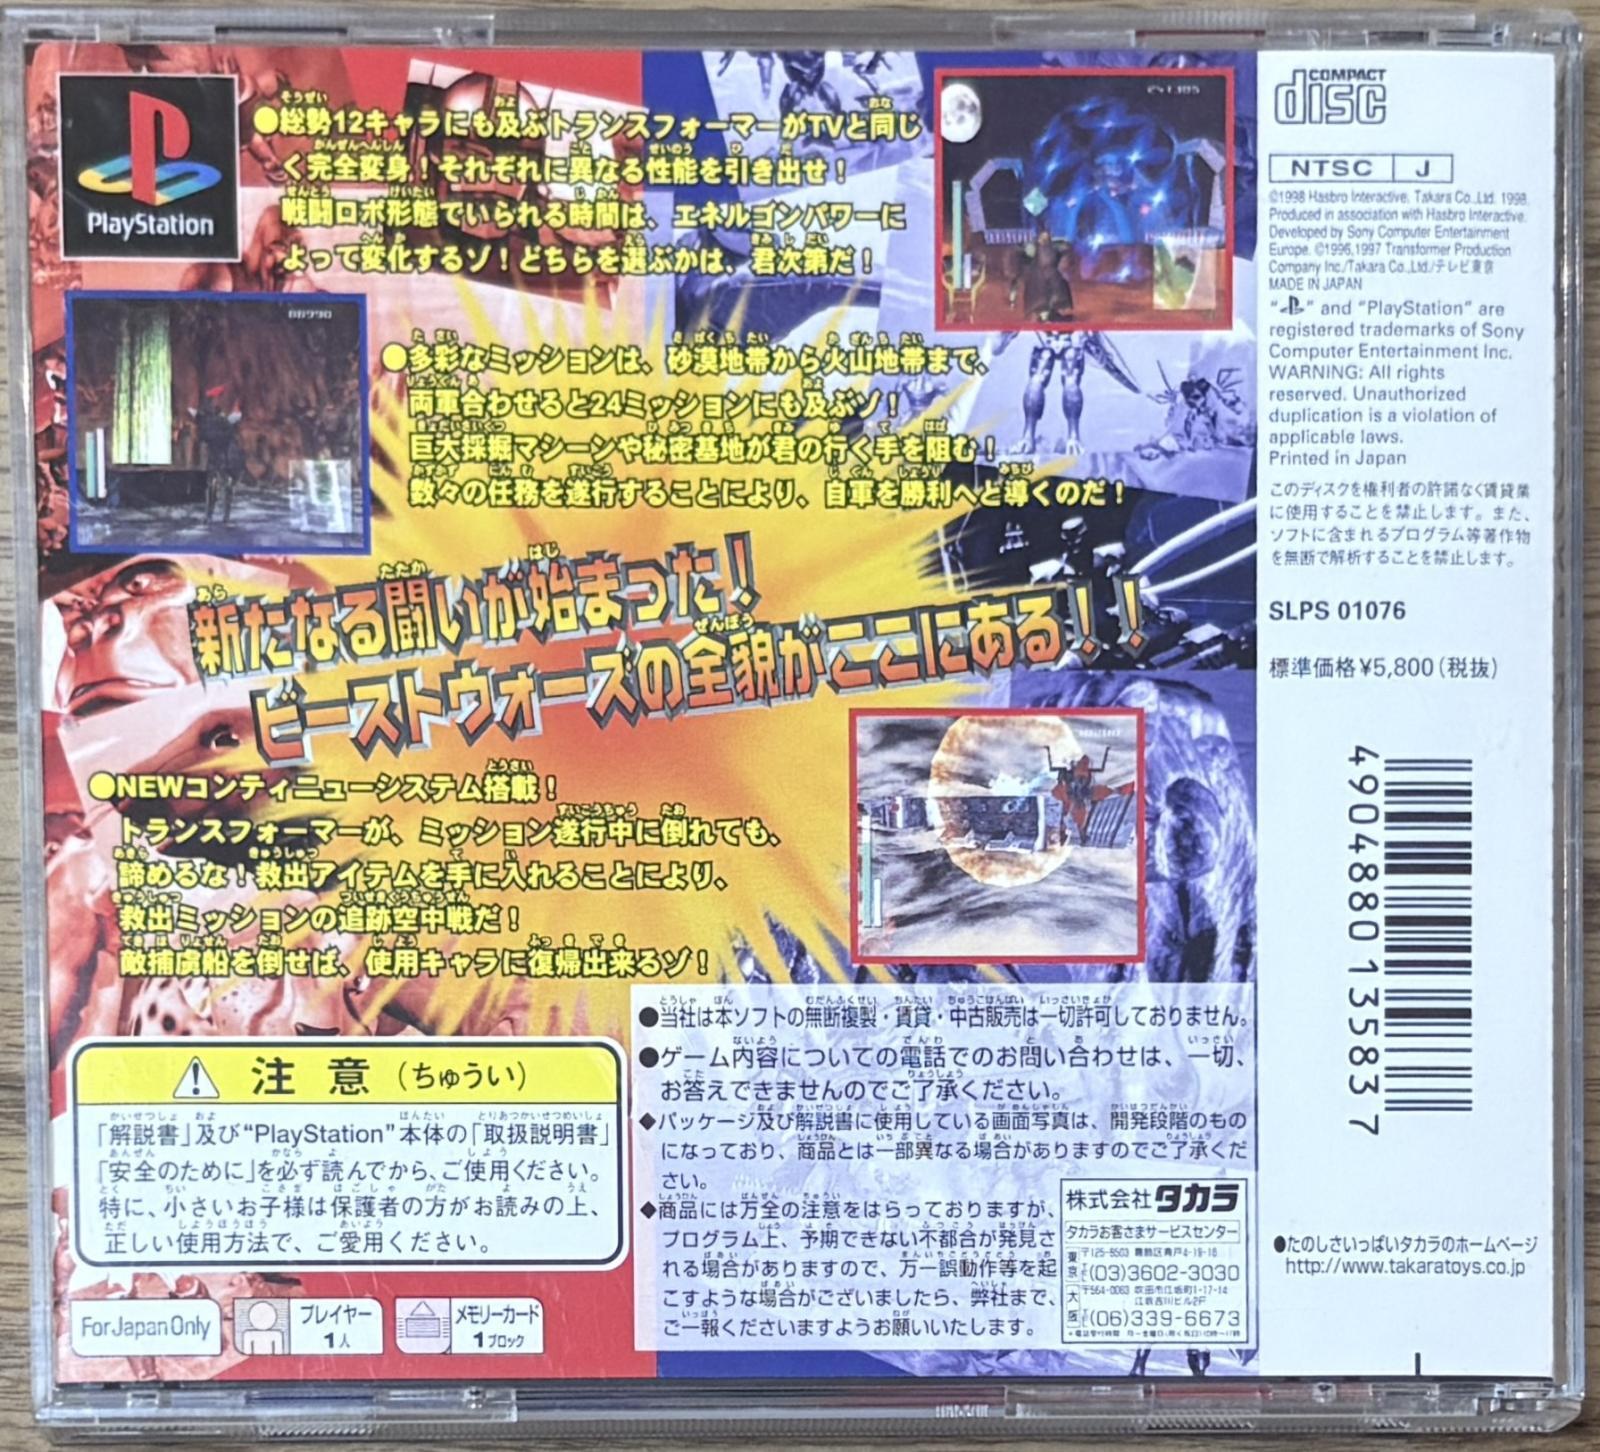 PlayStation
●総勢12キャラにも及ぶトランスフォーマーがTVと同じ
く完全変身！それぞれに異なる性能を引き出せ！
戦闘ロボ形態でいられる時間は、エネルゴンパワーに
よって変化するゾ！どちらを選ぶかは、君次第だ！
●多彩なミッションは、砂漠地帯から火山地帯まで、
両軍合わせると24ミッションにも及ぶゾ！
巨大採掘マシーンや秘密基地が君の行く手を阻む！
数々の任務を遂行することにより、自軍を勝利へと導くのだ！
新たなる闘いが始まった！
ビーストウォーズの全貌がここにある！！
●NEWコンティニューシステム搭載！
トランスフォーマーが、ミッション遂行中に倒れても、
諦めるな！救出アイテムを手に入れることにより、
救出ミッションの追跡空中戦だ！
敵捕虜船を倒せば、使用キャラに復帰出来るゾ！
注意（ちゅうい）
「解説書」及び“PlayStation”本体の「取扱説明書」
「安全のために」を必ず読んでから、ご使用ください。
特に、小さいお子様は保護者の方がお読みの上、
正しい使用方法で、ご愛用ください。
For Japan Only
プレイヤー
1人
メモリーカード
1ブロック
●当社は本ソフトの無断複製・賃貸・中古販売は一切許可しておりません。
●ゲーム内容についての電話でのお問い合わせは、一切、
お答えできませんのでご了承ください。
◆パッケージ及び解説書に使用している画面写真は、開発段階のもの
になっており、商品とは一部異なる場合がありますのでご了承くだ
さい。
◆商品には万全の注意をはらっておりますが、
プログラム上、予期できない不都合が発見さ
れる場合がありますので、万一誤動作等を起
こすような場合がございましたら、弊社まで、
ご一報くださいますようお願いいたします。
株式会社タカラ
タカラお客さまサービスセンター
東京
〒125-8503 葛飾区青戸4-19-16
TEL(03)3602-3030
大阪
〒564-0063 吹田市江坂町1-17-14
江坂吉川ビル2F
TEL(06)339-6673
COMPACT
disc
NTSC J
©1998 Hasbro Interactive, Takara Co.,Ltd. 1998.
Produced in association with Hasbro Interactive.
Developed by Sony Computer Entertainment
Europe. ©1996,1997 Transformer Production
Company Inc./Takara Co.,Ltd./テレビ東京
MADE IN JAPAN
“ ” and “PlayStation” are
registered trademarks of Sony
Computer Entertainment Inc.
WARNING: All rights
reserved. Unauthorized
duplication is a violation of
applicable laws.
Printed in Japan
このディスクを権利者の許諾なく賃貸業
に使用することを禁止します。また、
ソフトに含まれるプログラム等著作物
を無断で解析することを禁止します。
SLPS 01076
標準価格¥5,800（税抜）
4904880135837
●たのしさいっぱいタカラのホームページ
http://www.takaratoys.co.jp